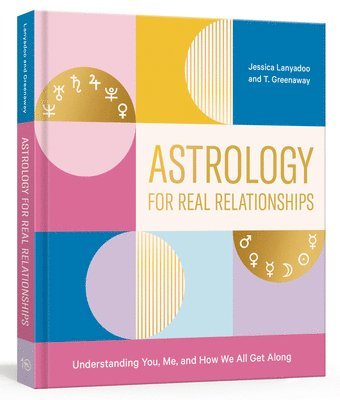 Lanyadoo and Greenaway
ASTROLOGY FOR REAL RELATIONSHIPS
Jessica Lanyadoo
and T. Greenaway
ASTROLOGY
FOR REAL RELATIONSHIPS
Understanding You, Me, and How We All Get Along